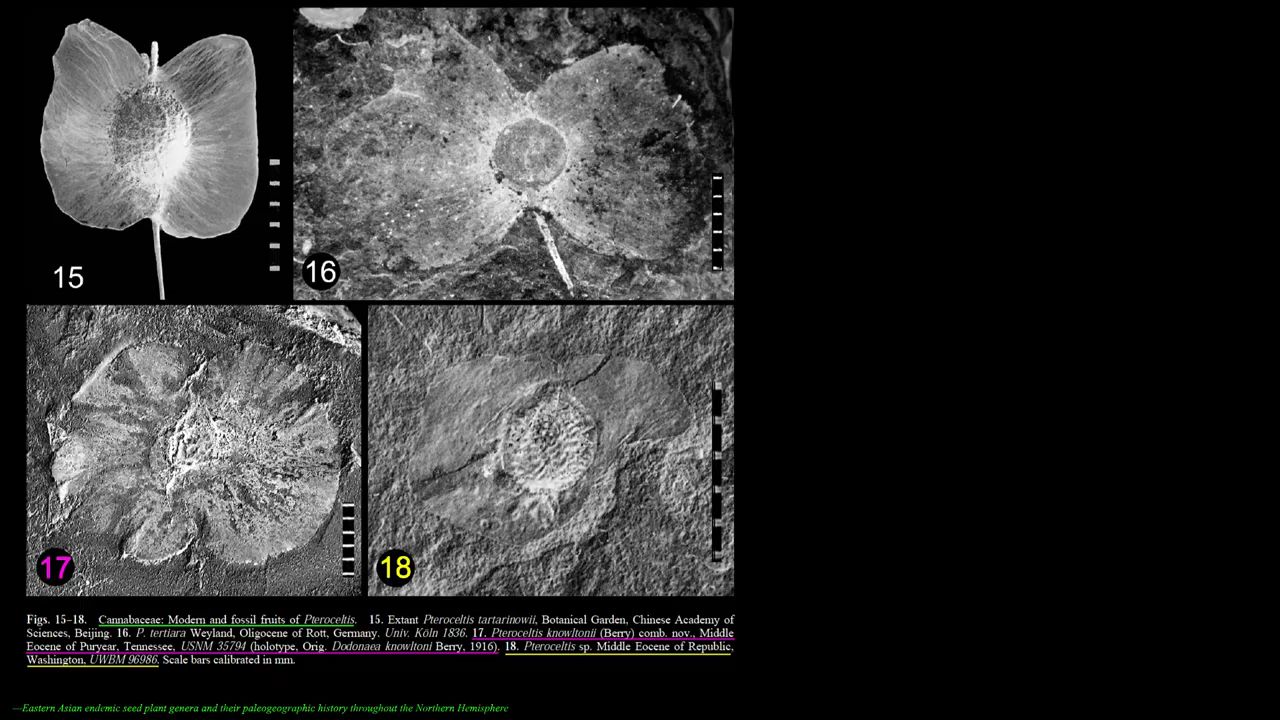 15
16
17
18
Figs. 15–18. Cannabaceae: Modern and fossil fruits of Pteroceltis. 15. Extant Pteroceltis tartarinowii, Botanical Garden, Chinese Academy of
Sciences, Beijing. 16. P. tertiara Weyland, Oligocene of Rott, Germany. Univ. Köln 1836. 17. Pteroceltis knowltonii (Berry) comb. nov., Middle
Eocene of Puryear, Tennessee, USNM 35794 (holotype, Orig. Dodonaea knowltoni Berry, 1916). 18. Pteroceltis sp. Middle Eocene of Republic,
Washington, UWBM 96986. Scale bars calibrated in mm.
—Eastern Asian endemic seed plant genera and their paleogeographic history throughout the Northern Hemisphere